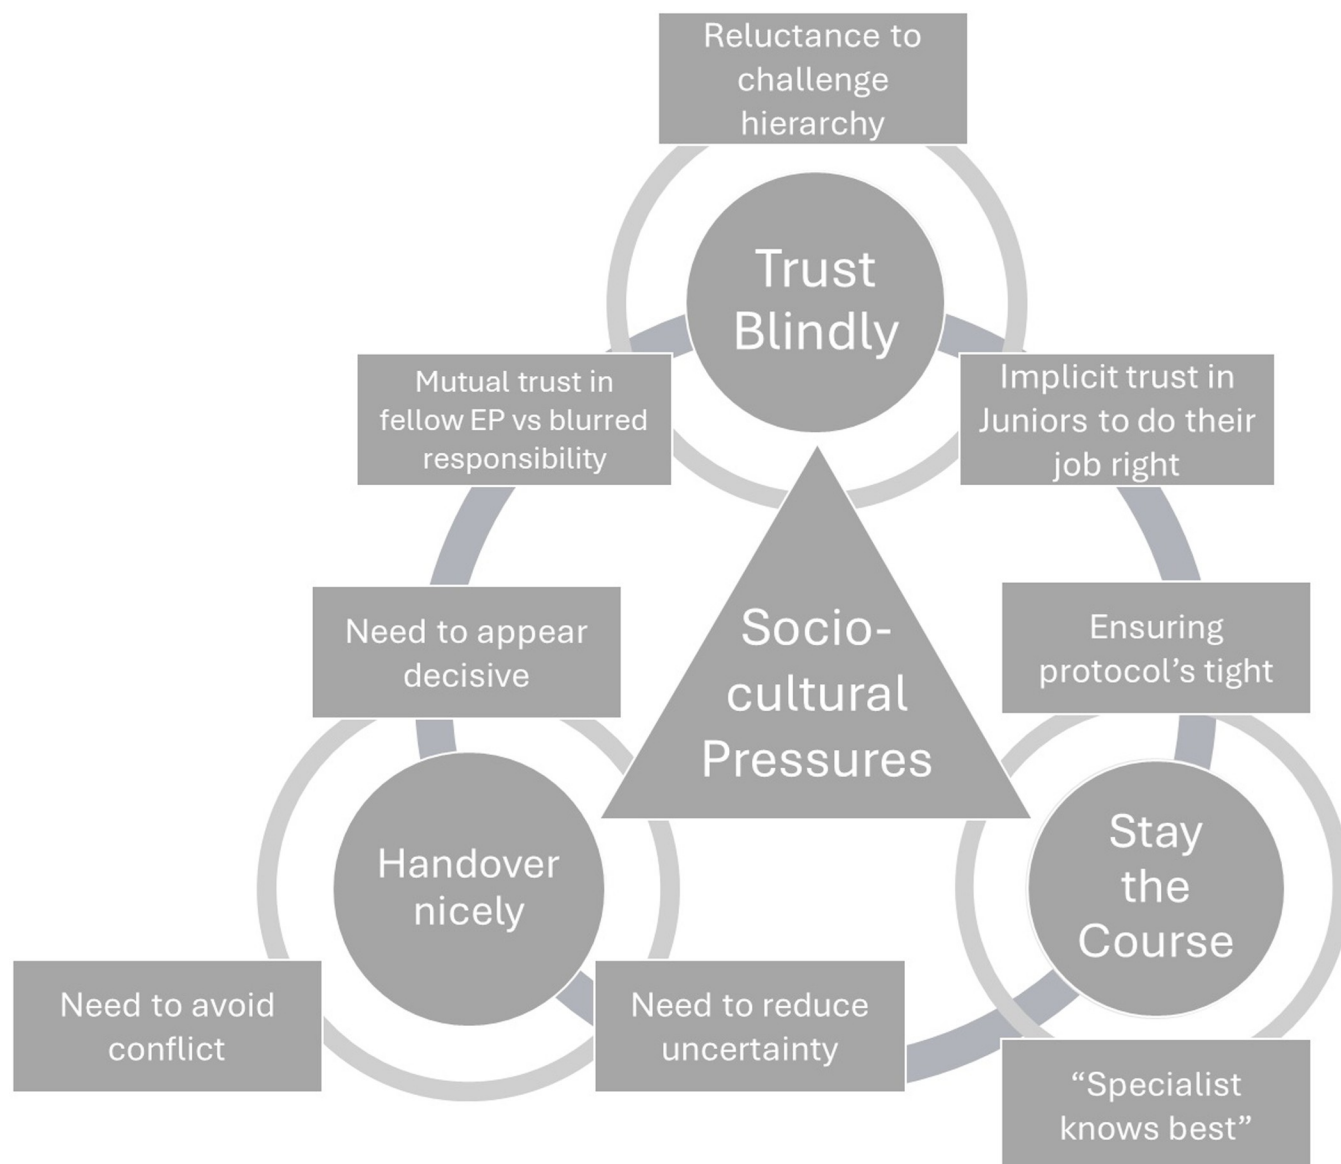 Reluctance to
challenge
hierarchy
Trust
Blindly
Mutual trust in
fellow EP vs blurred
responsibility
Implicit trust in
Juniors to do their
job right
Socio-
cultural
Pressures
Need to appear
decisive
Ensuring
protocol’s tight
Handover
nicely
Stay
the
Course
Need to avoid
conflict
Need to reduce
uncertainty
“Specialist
knows best”